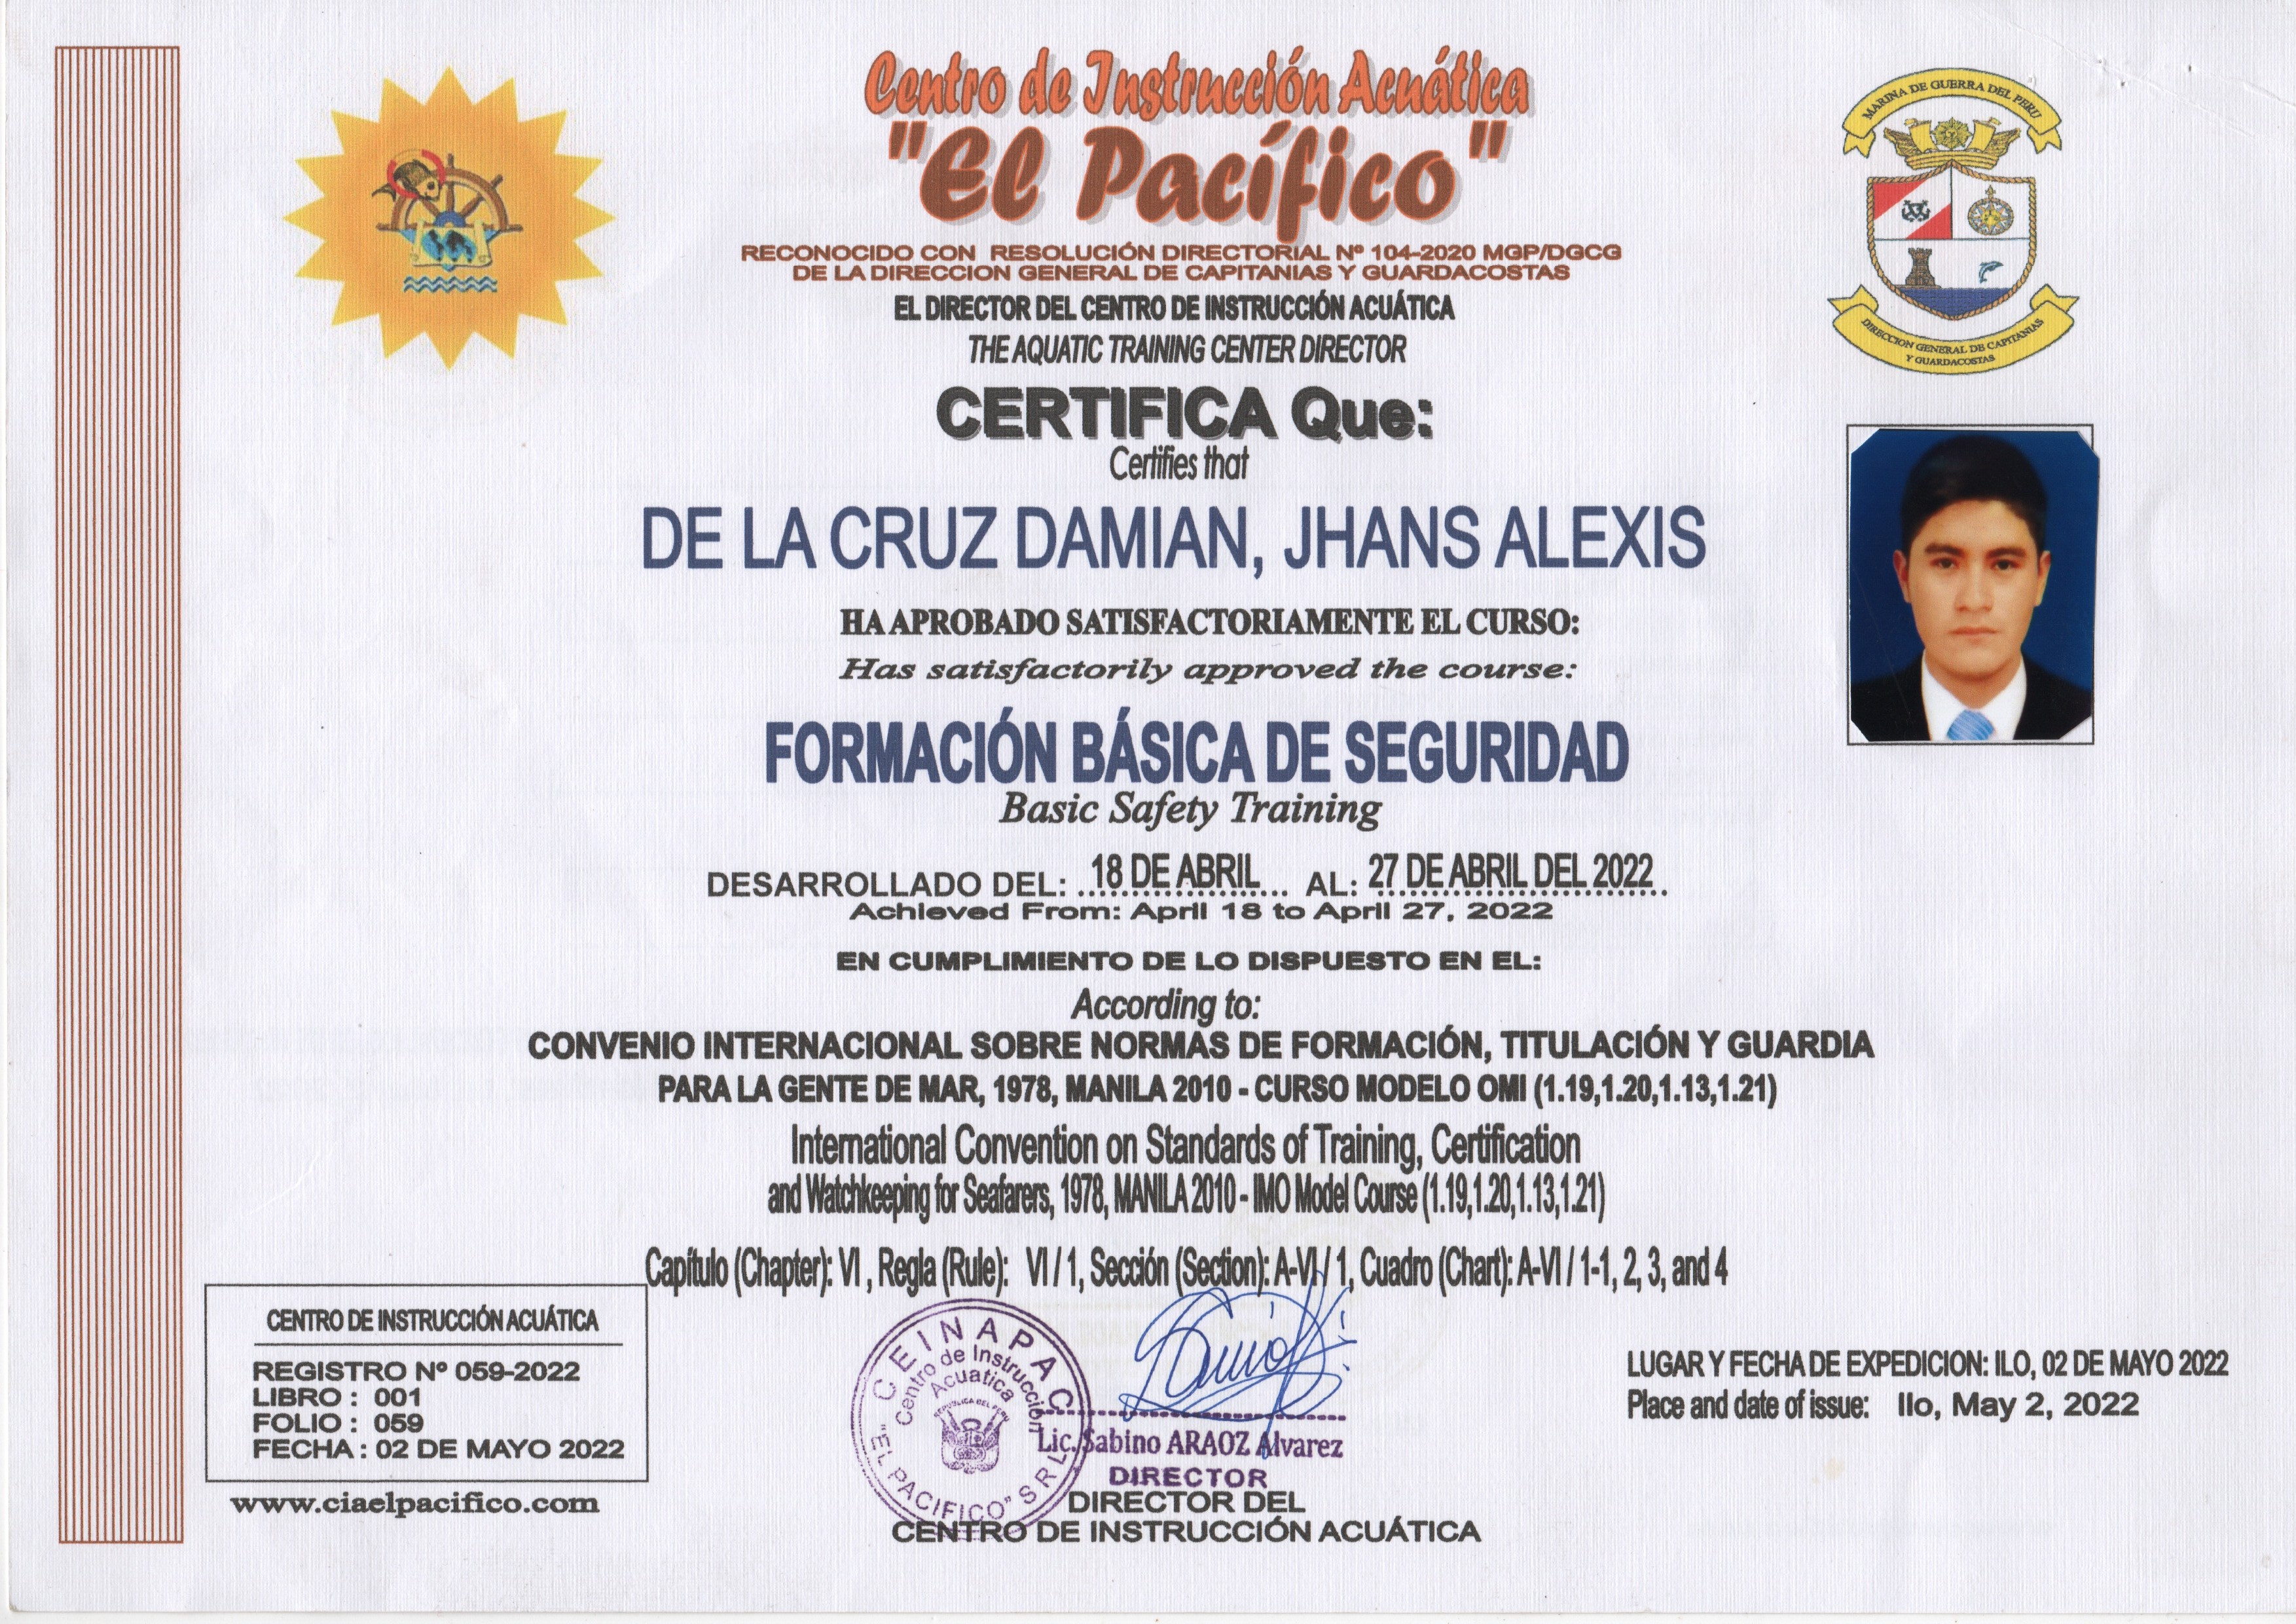 Centro de Instrucción Acuática
"El Pacífico"
RECONOCIDO CON RESOLUCIÓN DIRECTORIAL Nº 104-2020 MGP/DGCG
DE LA DIRECCION GENERAL DE CAPITANIAS Y GUARDACOSTAS
MARINA DE GUERRA DEL PERU
DIRECCION GENERAL DE CAPITANIAS
Y GUARDACOSTAS
EL DIRECTOR DEL CENTRO DE INSTRUCCIÓN ACUÁTICA
THE AQUATIC TRAINING CENTER DIRECTOR
CERTIFICA Que:
Certifies that
DE LA CRUZ DAMIAN, JHANS ALEXIS
HA APROBADO SATISFACTORIAMENTE EL CURSO:
Has satisfactorily approved the course:
FORMACIÓN BÁSICA DE SEGURIDAD
Basic Safety Training
DESARROLLADO DEL: 18 DE ABRIL AL: 27 DE ABRIL DEL 2022
Achieved From: April 18 to April 27, 2022
EN CUMPLIMIENTO DE LO DISPUESTO EN EL:
According to:
CONVENIO INTERNACIONAL SOBRE NORMAS DE FORMACIÓN, TITULACIÓN Y GUARDIA
PARA LA GENTE DE MAR, 1978, MANILA 2010 - CURSO MODELO OMI (1.19,1.20,1.13,1.21)
International Convention on Standards of Training, Certification
and Watchkeeping for Seafarers, 1978, MANILA 2010 - IMO Model Course (1.19,1.20,1.13,1.21)
Capítulo (Chapter): VI , Regla (Rule): VI / 1, Sección (Section): A-VI / 1, Cuadro (Chart): A-VI / 1-1, 2, 3, and 4
CENTRO DE INSTRUCCIÓN ACUÁTICA
REGISTRO Nº 059-2022
LIBRO : 001
FOLIO : 059
FECHA : 02 DE MAYO 2022
www.ciaelpacifico.com
CEINAPAC
Centro de Instrucción
Acuatica
REPUBLICA DEL PERU
"EL PACIFICO" S R L
Lic. Sabino ARAOZ Alvarez
DIRECTOR
DIRECTOR DEL
CENTRO DE INSTRUCCIÓN ACUÁTICA
LUGAR Y FECHA DE EXPEDICION: ILO, 02 DE MAYO 2022
Place and date of issue: Ilo, May 2, 2022